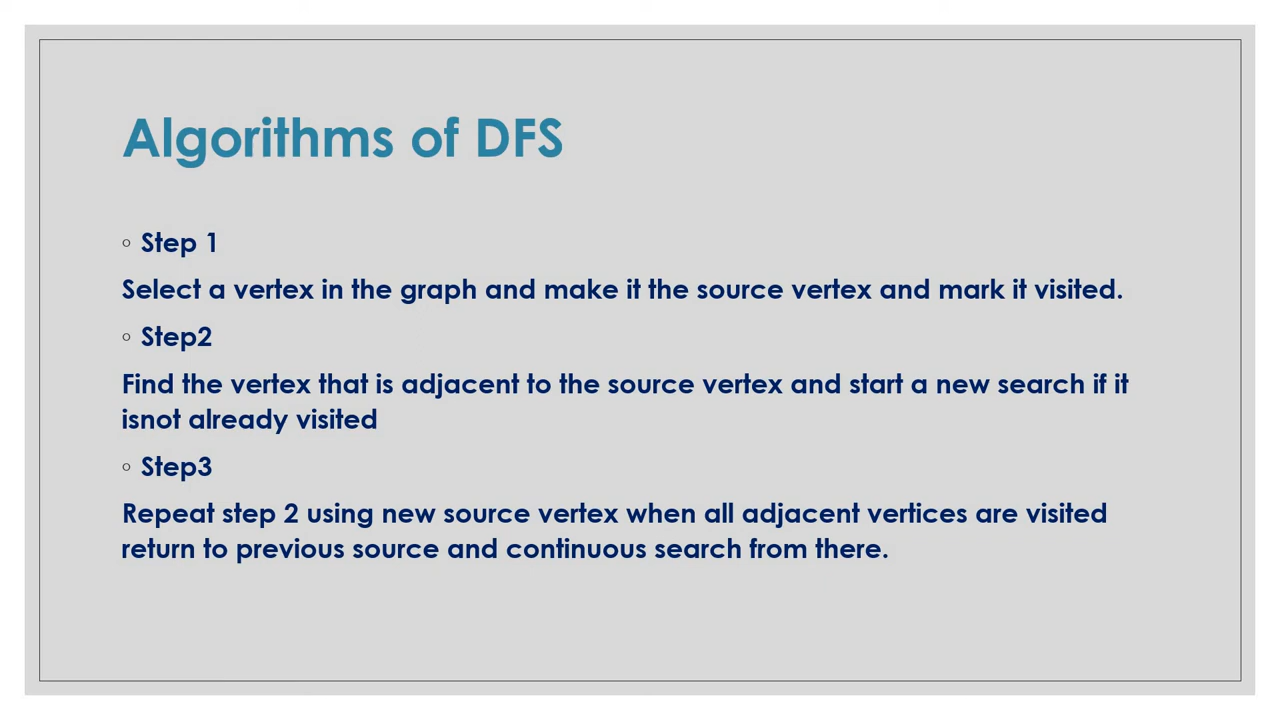 Algorithms of DFS
◦ Step 1
Select a vertex in the graph and make it the source vertex and mark it visited.
◦ Step2
Find the vertex that is adjacent to the source vertex and start a new search if it
isnot already visited
◦ Step3
Repeat step 2 using new source vertex when all adjacent vertices are visited
return to previous source and continuous search from there.